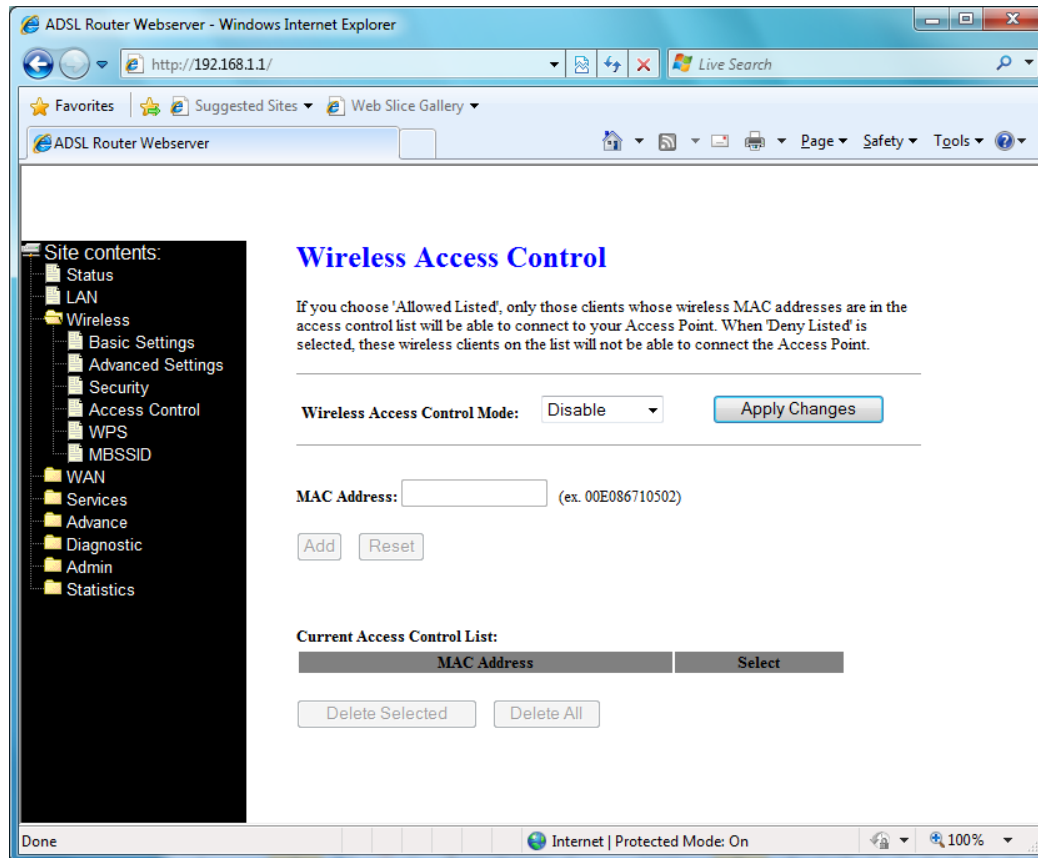 ADSL Router Webserver - Windows Internet Explorer
http://192.168.1.1/
Live Search
Favorites
Suggested Sites
Web Slice Gallery
ADSL Router Webserver
Page
Safety
Tools
Site contents:
Status
LAN
Wireless
Basic Settings
Advanced Settings
Security
Access Control
WPS
MBSSID
WAN
Services
Advance
Diagnostic
Admin
Statistics
Wireless Access Control
If you choose 'Allowed Listed', only those clients whose wireless MAC addresses are in the
access control list will be able to connect to your Access Point. When 'Deny Listed' is
selected, these wireless clients on the list will not be able to connect the Access Point.
Wireless Access Control Mode: Disable Apply Changes
MAC Address: (ex. 00E086710502)
Add Reset
Current Access Control List:
MAC Address Select
Delete Selected Delete All
Done Internet | Protected Mode: On 100%